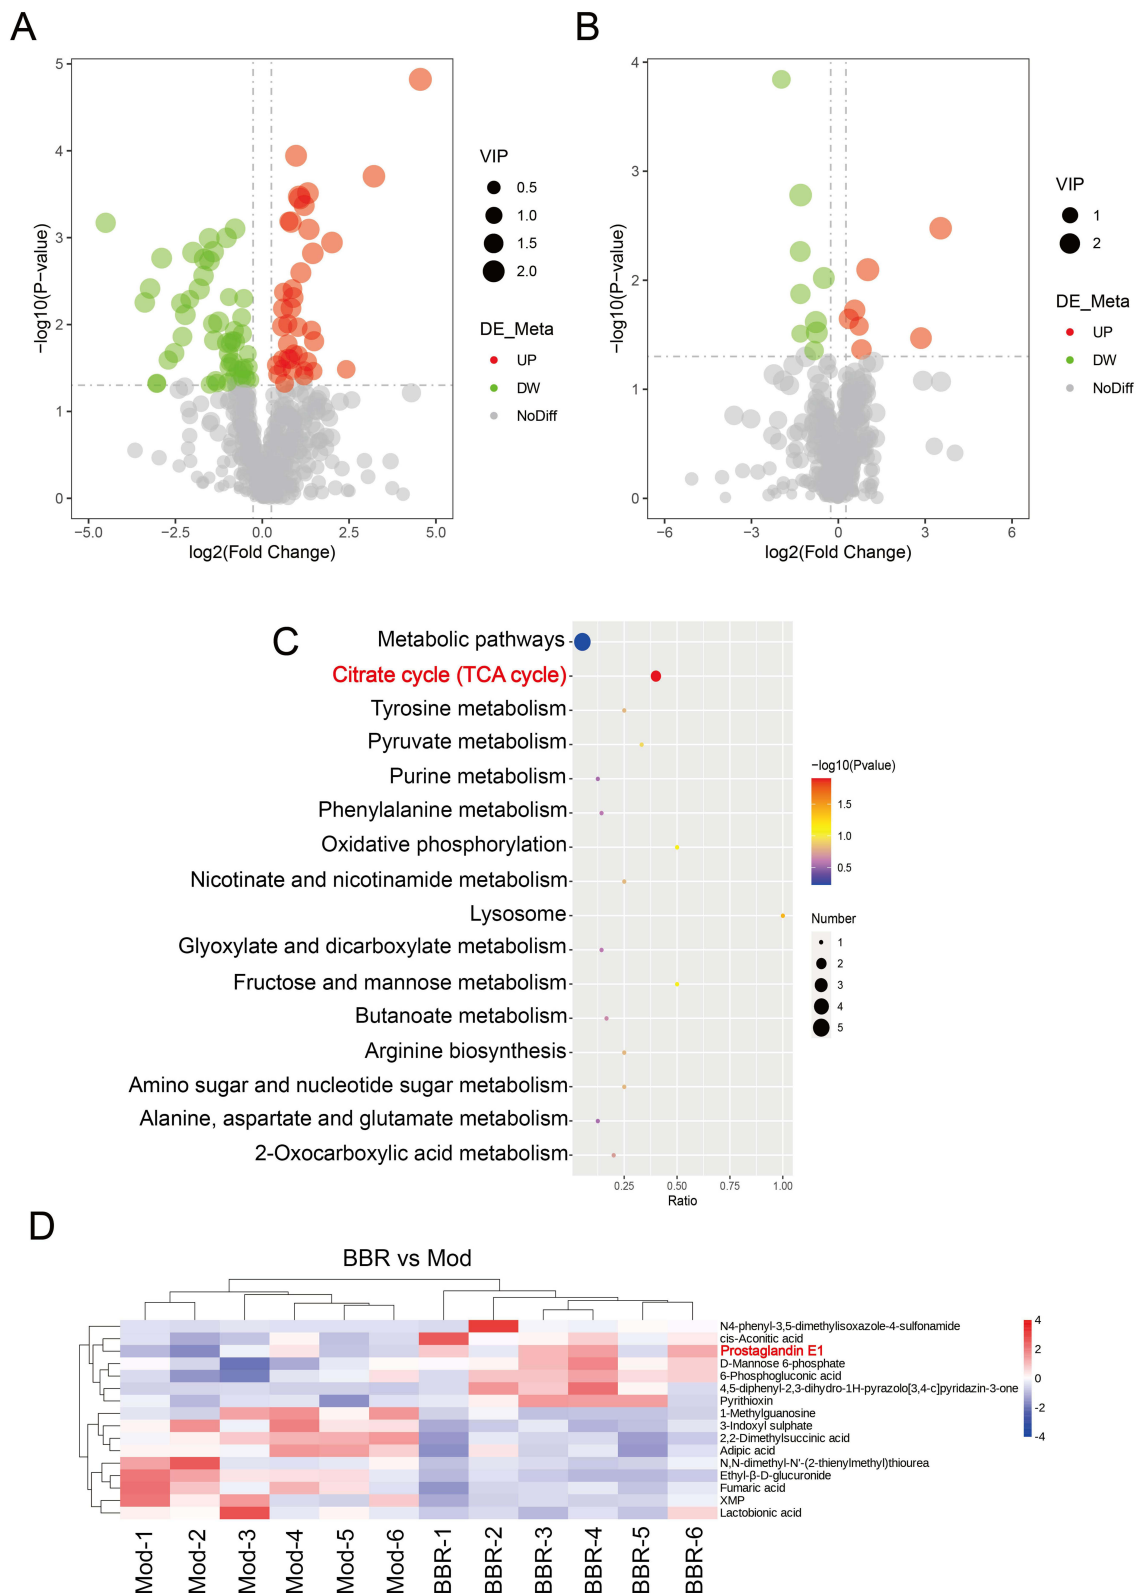 A
5
4
3
2
1
0
−log10(P−value)
−5.0
−2.5
0.0
2.5
5.0
log2(Fold Change)
VIP
0.5
1.0
1.5
2.0
DE_Meta
UP
DW
NoDiff
B
4
3
2
1
0
−log10(P−value)
−6
−3
0
3
6
log2(Fold Change)
VIP
1
2
DE_Meta
UP
DW
NoDiff
C
Metabolic pathways
Citrate cycle (TCA cycle)
Tyrosine metabolism
Pyruvate metabolism
Purine metabolism
Phenylalanine metabolism
Oxidative phosphorylation
Nicotinate and nicotinamide metabolism
Lysosome
Glyoxylate and dicarboxylate metabolism
Fructose and mannose metabolism
Butanoate metabolism
Arginine biosynthesis
Amino sugar and nucleotide sugar metabolism
Alanine, aspartate and glutamate metabolism
2-Oxocarboxylic acid metabolism
0.25
0.50
0.75
1.00
Ratio
−log10(Pvalue)
1.5
1.0
0.5
Number
1
2
3
4
5
D
BBR vs Mod
N4-phenyl-3,5-dimethylisoxazole-4-sulfonamide
cis-Aconitic acid
Prostaglandin E1
D-Mannose 6-phosphate
6-Phosphogluconic acid
4,5-diphenyl-2,3-dihydro-1H-pyrazolo[3,4-c]pyridazin-3-one
Pyrithioxin
1-Methylguanosine
3-Indoxyl sulphate
2,2-Dimethylsuccinic acid
Adipic acid
N,N-dimethyl-N'-(2-thienylmethyl)thiourea
Ethyl-β-D-glucuronide
Fumaric acid
XMP
Lactobionic acid
4
2
0
-2
-4
Mod-1
Mod-2
Mod-3
Mod-4
Mod-5
Mod-6
BBR-1
BBR-2
BBR-3
BBR-4
BBR-5
BBR-6